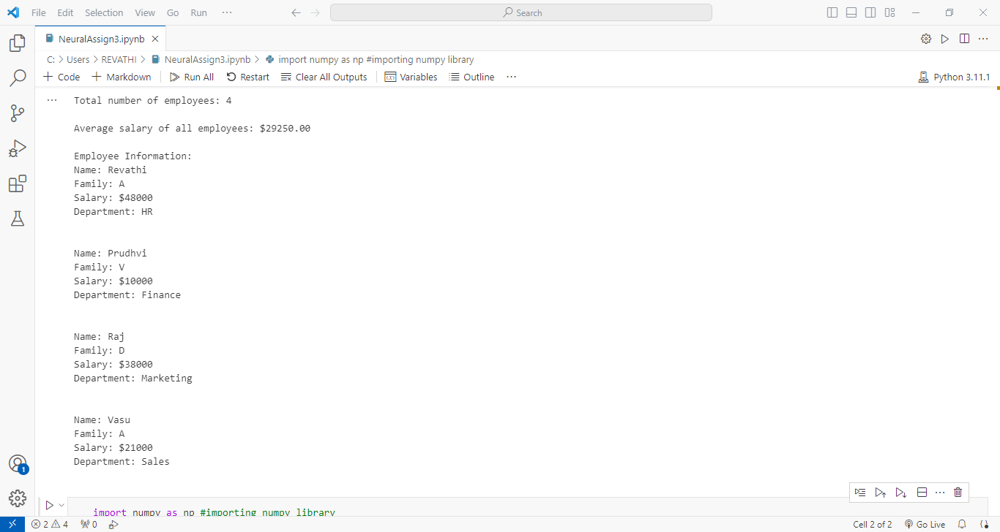 File Edit Selection View Go Run ···
Search
NeuralAssign3.ipynb
C: > Users > REVATHI > NeuralAssign3.ipynb > import numpy as np #importing numpy library
+ Code + Markdown Run All Restart Clear All Outputs Variables Outline ··· Python 3.11.1
··· Total number of employees: 4
Average salary of all employees: $29250.00
Employee Information:
Name: Revathi
Family: A
Salary: $48000
Department: HR
Name: Prudhvi
Family: V
Salary: $10000
Department: Finance
Name: Raj
Family: D
Salary: $38000
Department: Marketing
Name: Vasu
Family: A
Salary: $21000
Department: Sales
import numpy as np #importing numpy library
1
2 4 0 Cell 2 of 2 Go Live